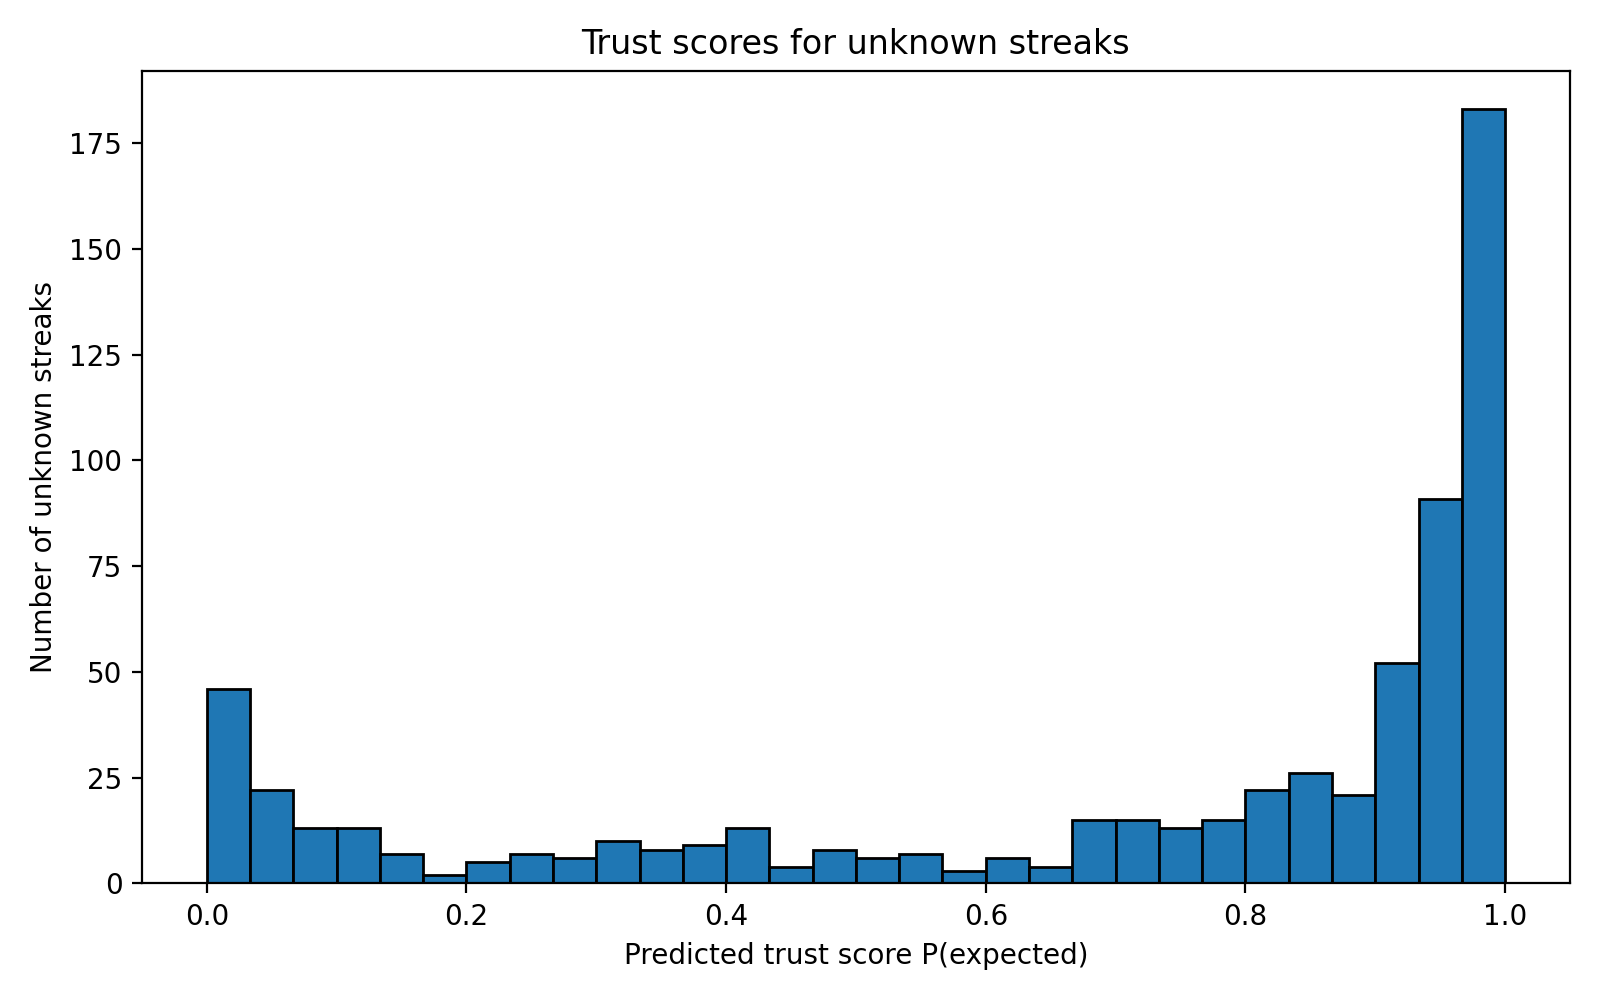 Trust scores for unknown streaks
175
150
125
100
75
50
25
0
Number of unknown streaks
0.0 0.2 0.4 0.6 0.8 1.0
Predicted trust score P(expected)